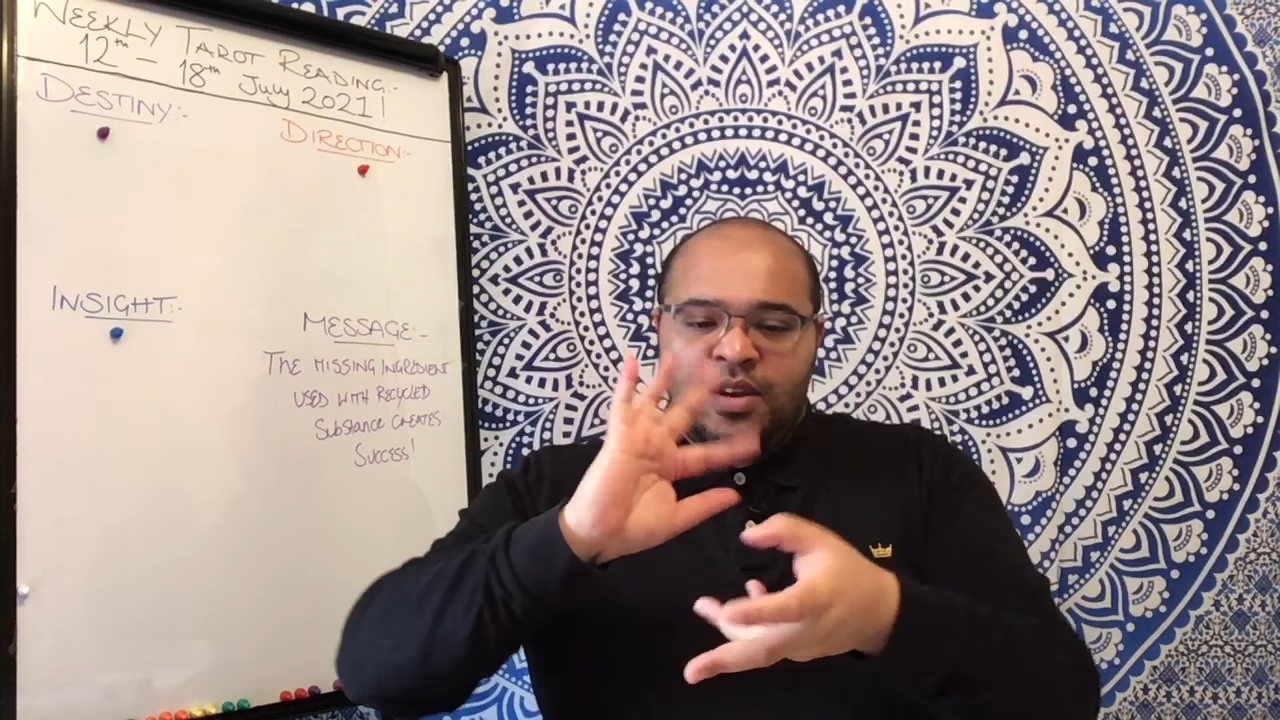 WEEKLY TAROT READING:-
12th - 18th July 2021!
DESTINY:-
DIRECTION:-
INSIGHT:-
MESSAGE:-
THE MISSING INGREDIENT
USED WITH RECYCLED
Substance CREATES
Success!